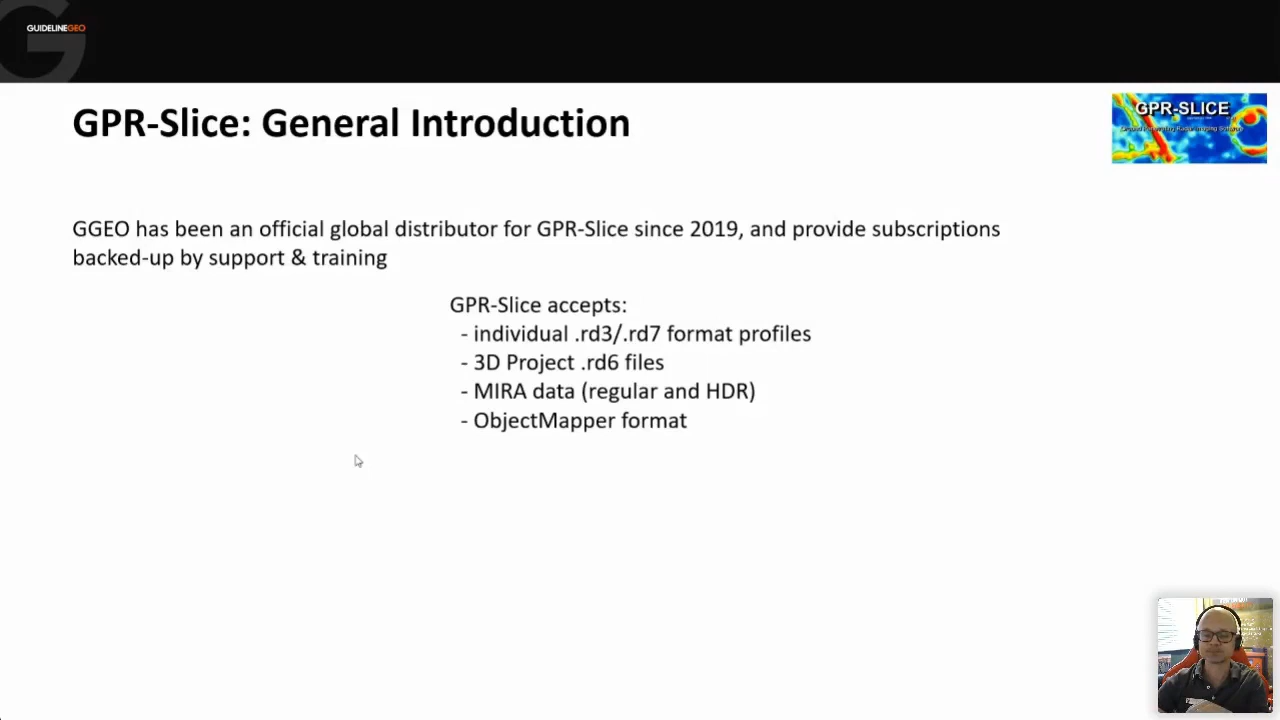 GUIDELINEGEO
GPR-Slice: General Introduction
GPR-SLICE
GGEO has been an official global distributor for GPR-Slice since 2019, and provide subscriptions
backed-up by support & training
GPR-Slice accepts:
- individual .rd3/.rd7 format profiles
- 3D Project .rd6 files
- MIRA data (regular and HDR)
- ObjectMapper format